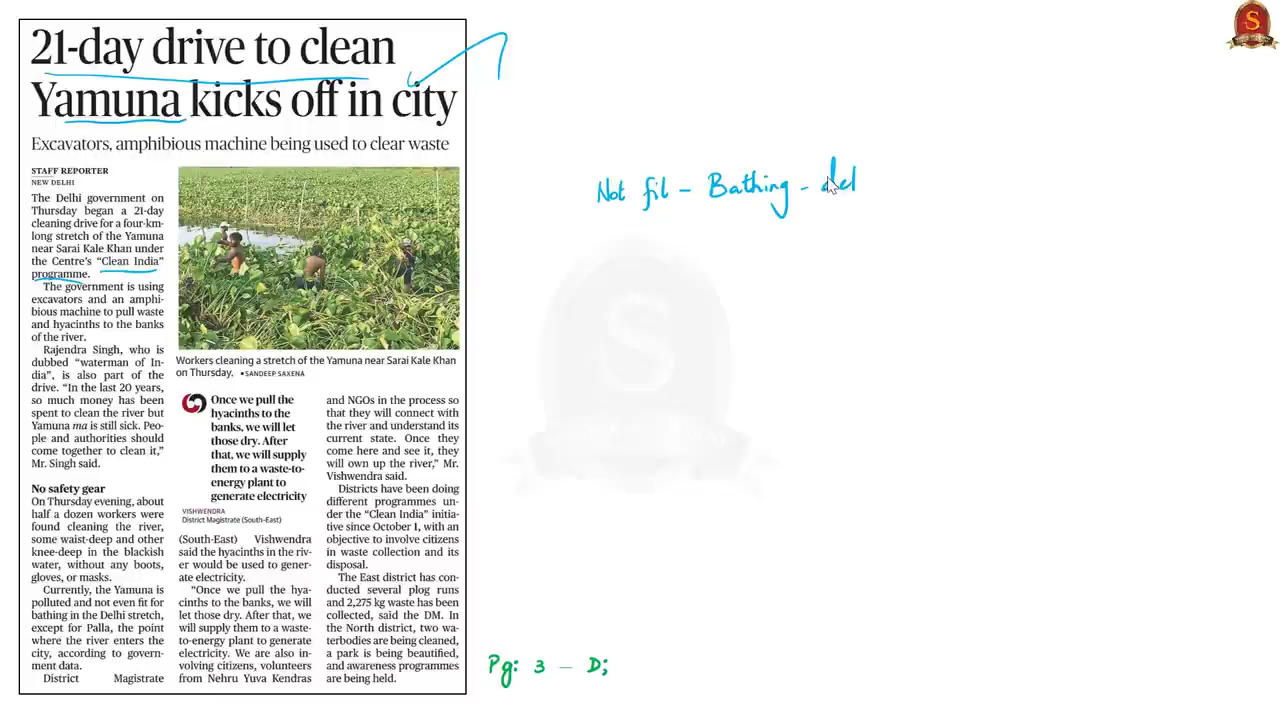 21-day drive to clean
Yamuna kicks off in city
Excavators, amphibious machine being used to clear waste
STAFF REPORTER
NEW DELHI
The Delhi government on
Thursday began a 21-day
cleaning drive for a four-km-
long stretch of the Yamuna
near Sarai Kale Khan under
the Centre's “Clean India”
programme.
The government is using
excavators and an amphi-
bious machine to pull waste
and hyacinths to the banks
of the river.
Rajendra Singh, who is
dubbed “waterman of In-
dia”, is also part of the
drive. “In the last 20 years,
so much money has been
spent to clean the river but
Yamuna ma is still sick. Peo-
ple and authorities should
come together to clean it,”
Mr. Singh said.
No safety gear
On Thursday evening, about
half a dozen workers were
found cleaning the river,
some waist-deep and other
knee-deep in the blackish
water, without any boots,
gloves, or masks.
Currently, the Yamuna is
polluted and not even fit for
bathing in the Delhi stretch,
except for Palla, the point
where the river enters the
city, according to govern-
ment data.
District Magistrate
Workers cleaning a stretch of the Yamuna near Sarai Kale Khan
on Thursday. ▪SANDEEP SAXENA
Once we pull the
hyacinths to the
banks, we will let
those dry. After
that, we will supply
them to a waste-to-
energy plant to
generate electricity
VISHWENDRA
District Magistrate (South-East)
(South-East) Vishwendra
said the hyacinths in the riv-
er would be used to gener-
ate electricity.
“Once we pull the hya-
cinths to the banks, we will
let those dry. After that, we
will supply them to a waste-
to-energy plant to generate
electricity. We are also in-
volving citizens, volunteers
from Nehru Yuva Kendras
and NGOs in the process so
that they will connect with
the river and understand its
current state. Once they
come here and see it, they
will own up the river,” Mr.
Vishwendra said.
Districts have been doing
different programmes un-
der the “Clean India” initia-
tive since October 1, with an
objective to involve citizens
in waste collection and its
disposal.
The East district has con-
ducted several plog runs
and 2,275 kg waste has been
collected, said the DM. In
the North district, two wa-
terbodies are being cleaned,
a park is being beautified,
and awareness programmes
are being held.
Not fil - Bathing - del
Pg: 3 - D;
S
S